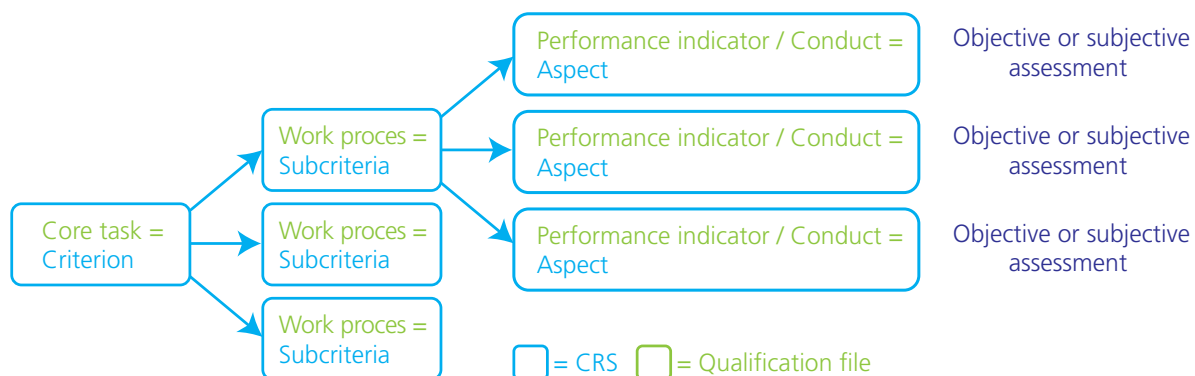 Performance indicator / Conduct =
Aspect
Objective or subjective
assessment
Work proces =
Subcriteria
Performance indicator / Conduct =
Aspect
Objective or subjective
assessment
Core task =
Criterion
Work proces =
Subcriteria
Performance indicator / Conduct =
Aspect
Objective or subjective
assessment
Work proces =
Subcriteria
= CRS
= Qualification file